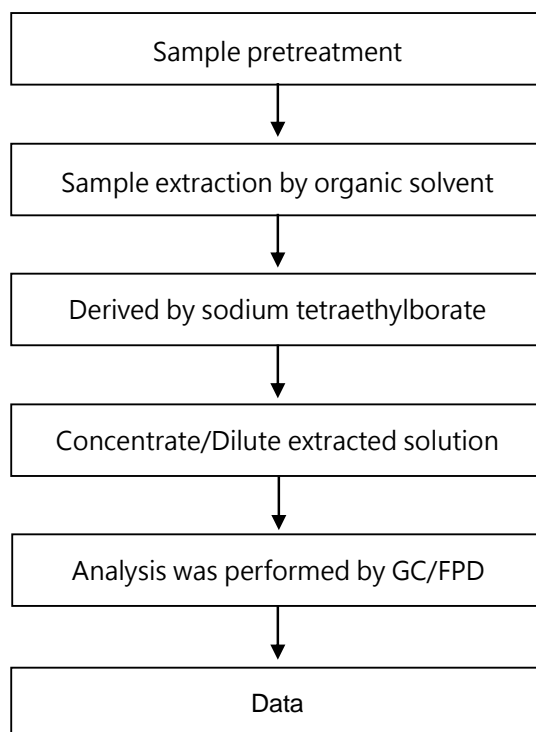 Sample pretreatment
Sample extraction by organic solvent
Derived by sodium tetraethylborate
Concentrate/Dilute extracted solution
Analysis was performed by GC/FPD
Data